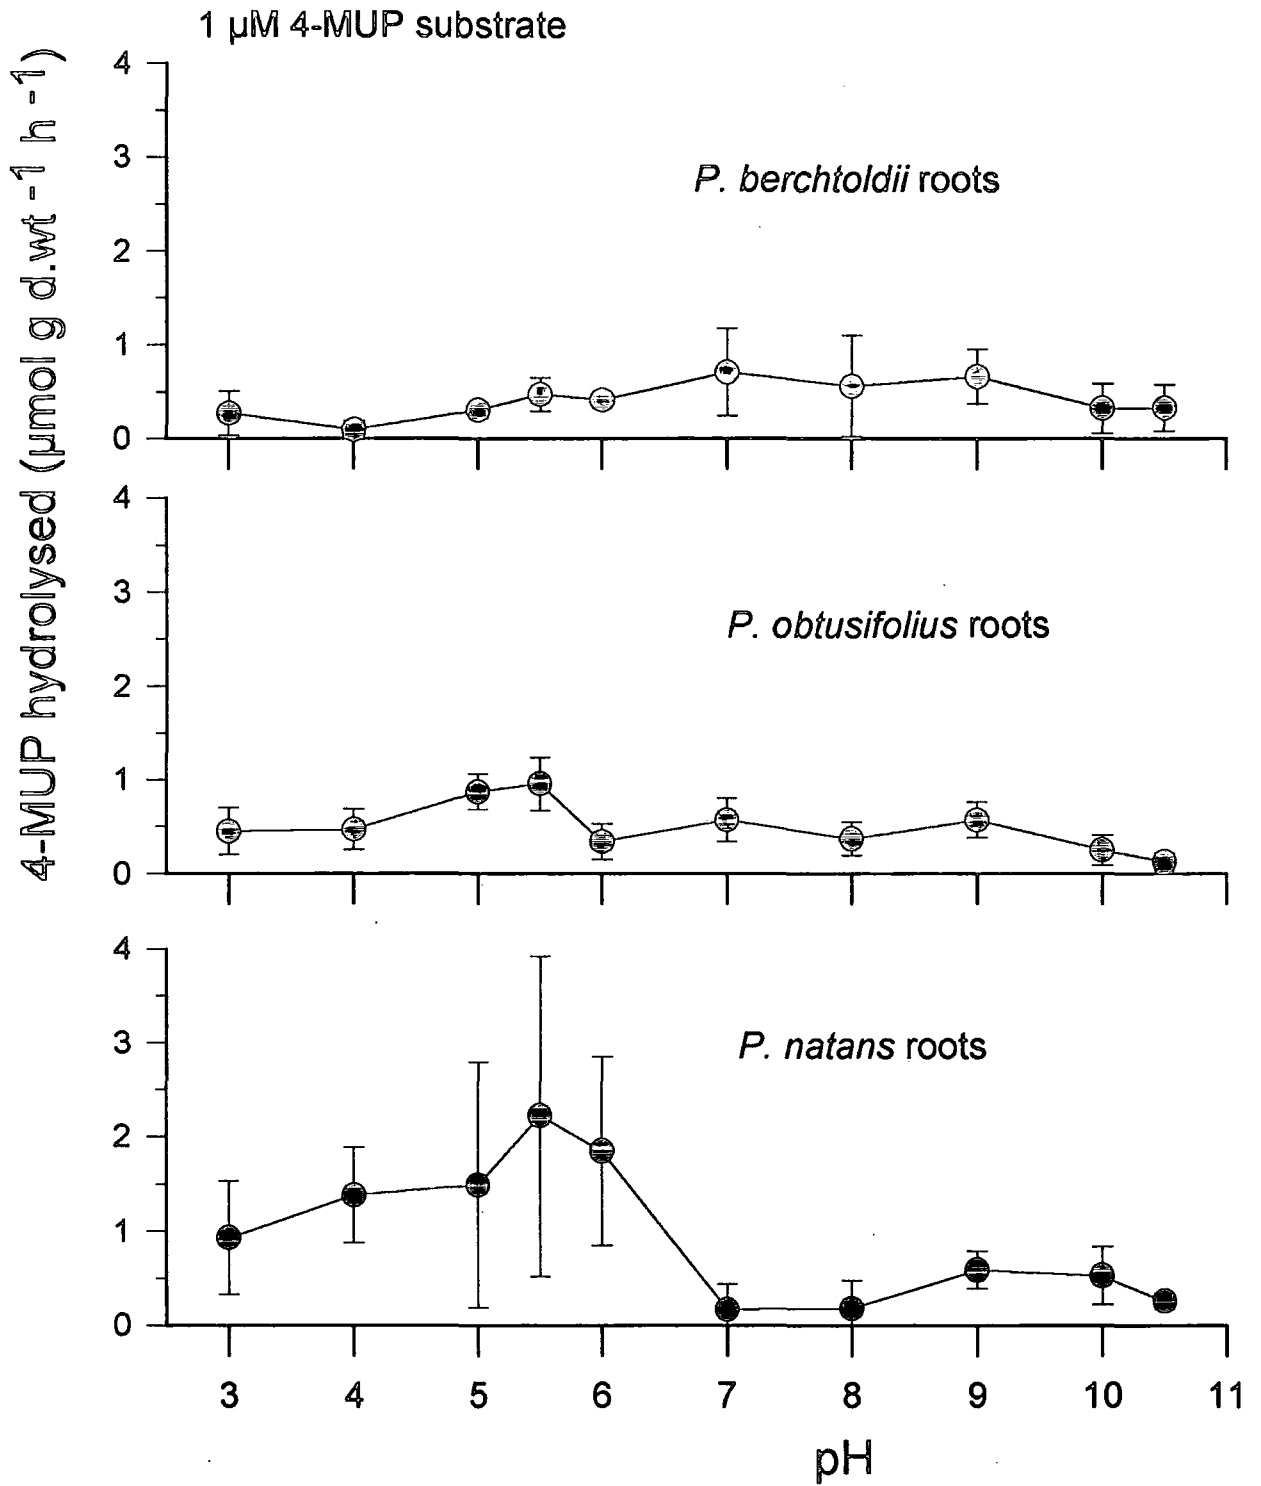 1 µM 4-MUP substrate
4-MUP hydrolysed (µmol g d.wt -1 h -1)
4
3
2
1
0
P. berchtoldii roots
4
3
2
1
0
P. obtusifolius roots
4
3
2
1
0
P. natans roots
3 4 5 6 7 8 9 10 11
pH